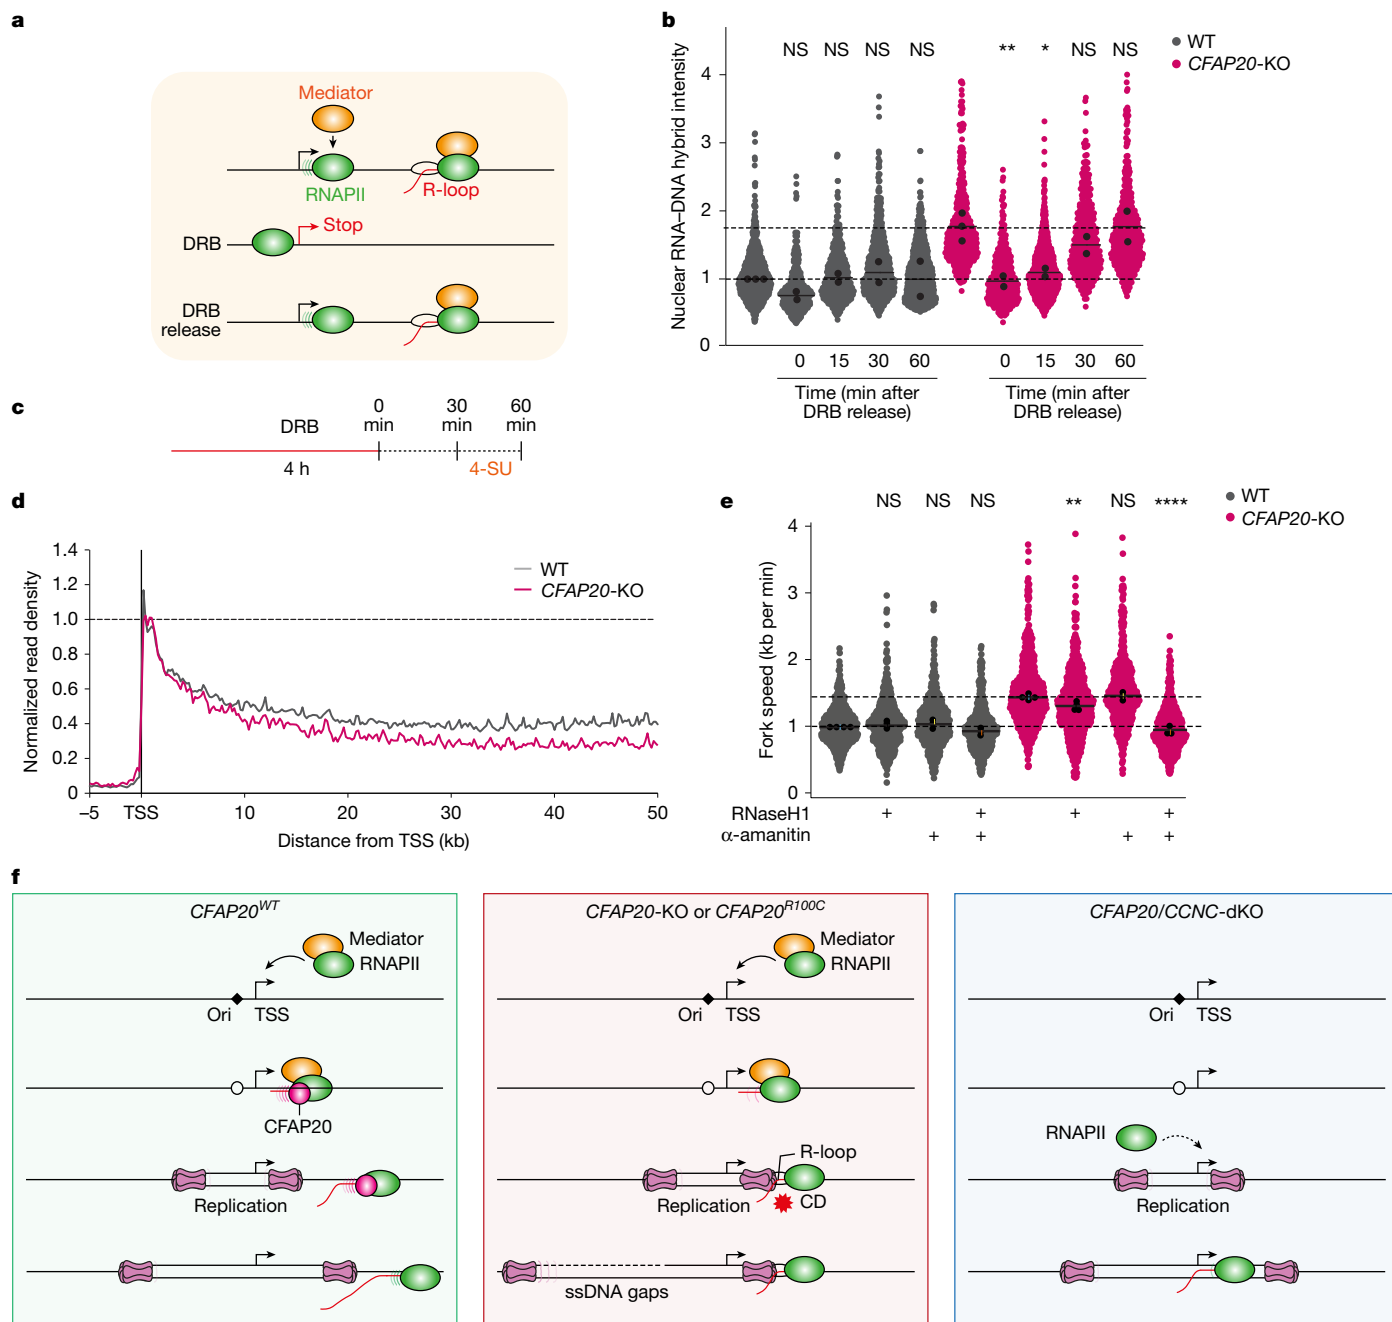 a
Mediator
RNAPII
R-loop
DRB
Stop
DRB
release
b
Nuclear RNA–DNA hybrid intensity
NS NS NS NS ** * NS NS
WT
CFAP20-KO
4
3
2
1
0
0 15 30 60 0 15 30 60
Time (min after
DRB release)
Time (min after
DRB release)
c
DRB
0
min
30
min
60
min
4 h
4-SU
d
Normalized read density
1.4
1.2
1.0
0.8
0.6
0.4
0.2
0
WT
CFAP20-KO
–5 TSS 10 20 30 40 50
Distance from TSS (kb)
e
Fork speed (kb per min)
NS NS NS ** NS ****
WT
CFAP20-KO
4
3
2
1
0
RNaseH1 + + + +
α-amanitin + + + +
f
CFAP20WT
Mediator
RNAPII
Ori TSS
CFAP20
Replication
CFAP20-KO or CFAP20R100C
Mediator
RNAPII
Ori TSS
R-loop
Replication CD
ssDNA gaps
CFAP20/CCNC-dKO
Ori TSS
RNAPII
Replication